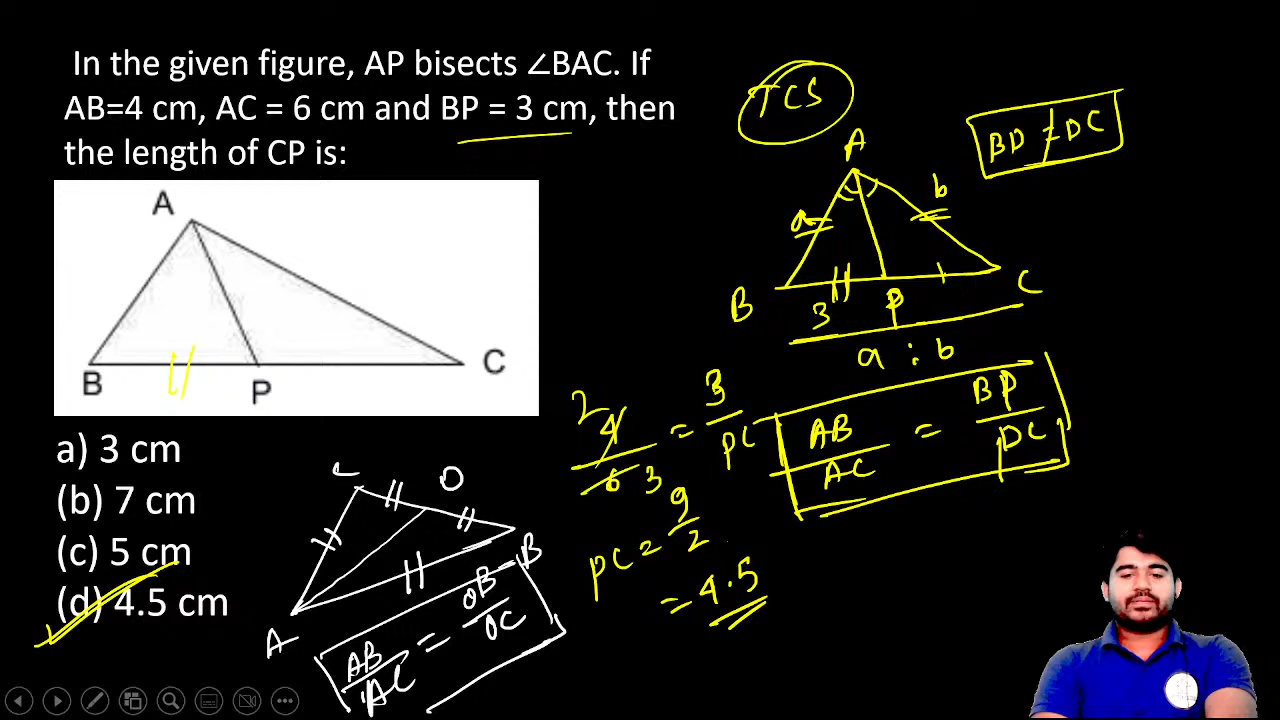 In the given figure, AP bisects ∠BAC. If
AB=4 cm, AC = 6 cm and BP = 3 cm, then
the length of CP is:
A
B
P
C
a) 3 cm
(b) 7 cm
(c) 5 cm
(d) 4.5 cm
TCS
BD ≠ DC
A
a
b
B
3
P
C
a : b
2
4/6 = 3/PC
3
AB/AC = BP/PC
PC = 9/2
= 4.5
C
O
B
A
AB/AC = OB/OC